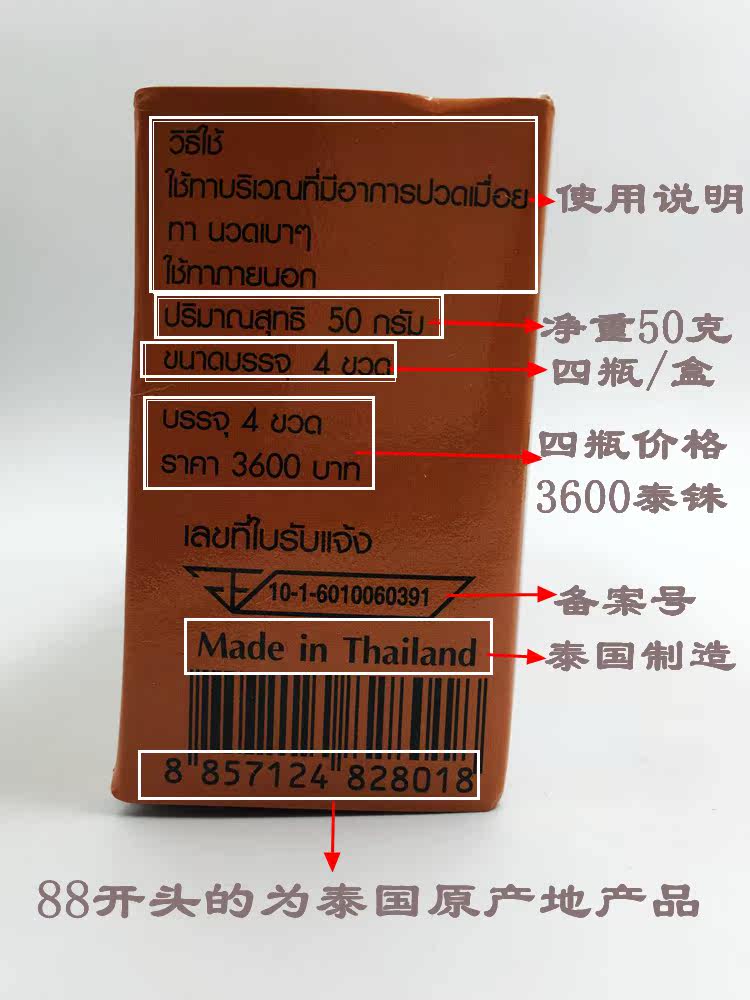 วิธีใช้
ใช้ทาบริเวณที่มีอาการปวดเมื่อย
使用说明
ทา นวดเบาๆ
ใช้ทาภายนอก
ปริมาณสุทธิ 50 กรัม
净重50克
ขนาดบรรจุ 4 ขวด
四瓶/盒
บรรจุ 4 ขวด
四瓶价格
ราคา 3600 บาท
3600泰铢
เลขที่ใบรับแจ้ง
10-1-6010060391
备案号
Made in Thailand
泰国制造
8 857124 828018
88开头的为泰国原产地产品